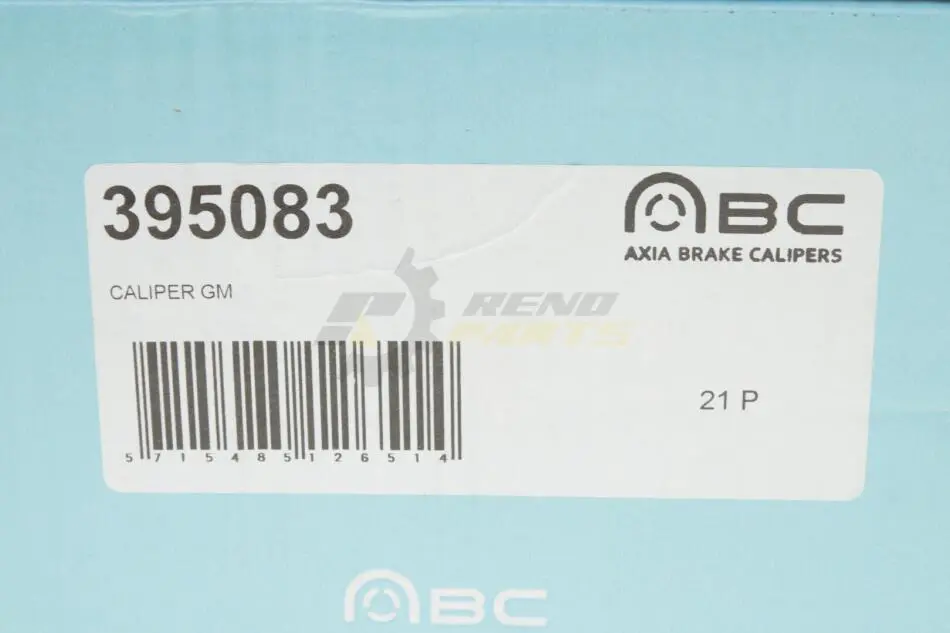 395083
ABC
AXIA BRAKE CALIPERS
CALIPER GM
RENO
PARTS
21 P
5 715485 126514
ABC